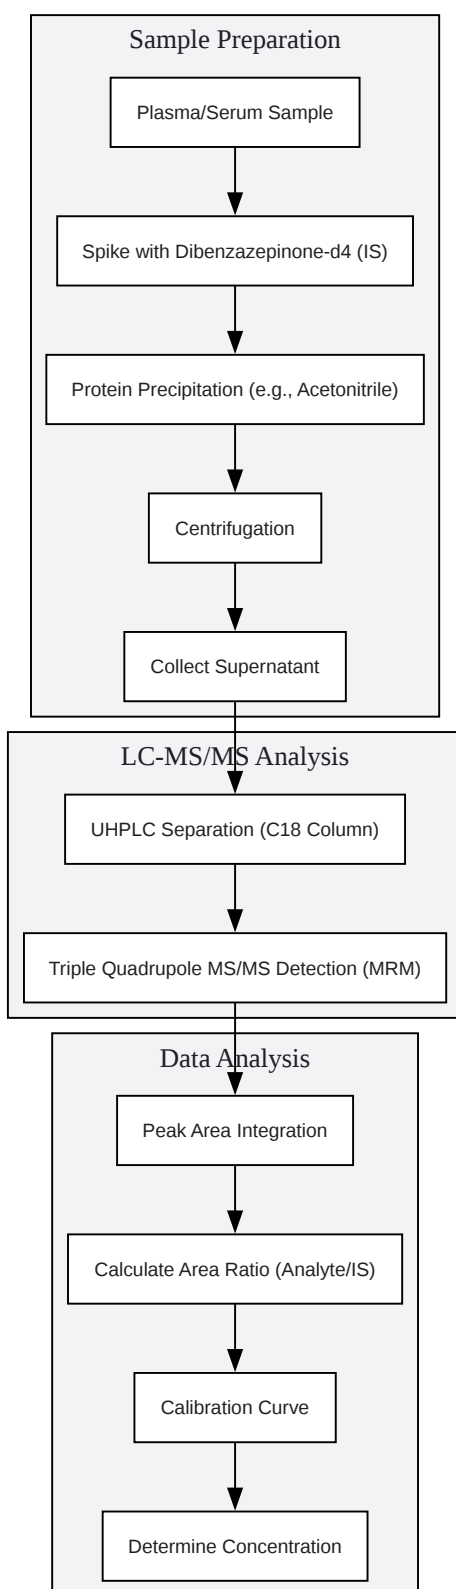 Sample Preparation
Plasma/Serum Sample
Spike with Dibenzazepinone-d4 (IS)
Protein Precipitation (e.g., Acetonitrile)
Centrifugation
Collect Supernatant
LC-MS/MS Analysis
UHPLC Separation (C18 Column)
Triple Quadrupole MS/MS Detection (MRM)
Data Analysis
Peak Area Integration
Calculate Area Ratio (Analyte/IS)
Calibration Curve
Determine Concentration